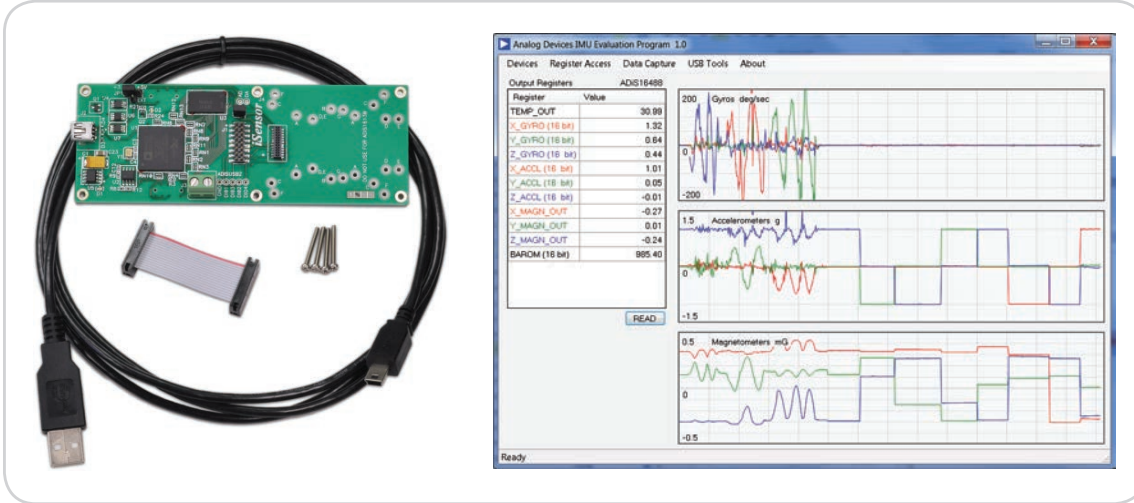 iSensor
Analog Devices IMU Evaluation Program 1.0
Devices Register Access Data Capture USB Tools About
Output Registers ADiS16488
Register Value
TEMP_OUT 30.99
X_GYRO (16 bit) 1.32
Y_GYRO (16 bit) 0.64
Z_GYRO (16 bit) 0.44
X_ACCL (16 bit) 1.01
Y_ACCL (16 bit) 0.05
Z_ACCL (16 bit) -0.01
X_MAGN_OUT -0.27
Y_MAGN_OUT 0.01
Z_MAGN_OUT -0.24
BAROM (16 bit) 985.40
READ
200 Gyros deg/sec
0
-200
1.5 Accelerometers g
0
-1.5
0.5 Magnetometers mG
0
-0.5
Ready